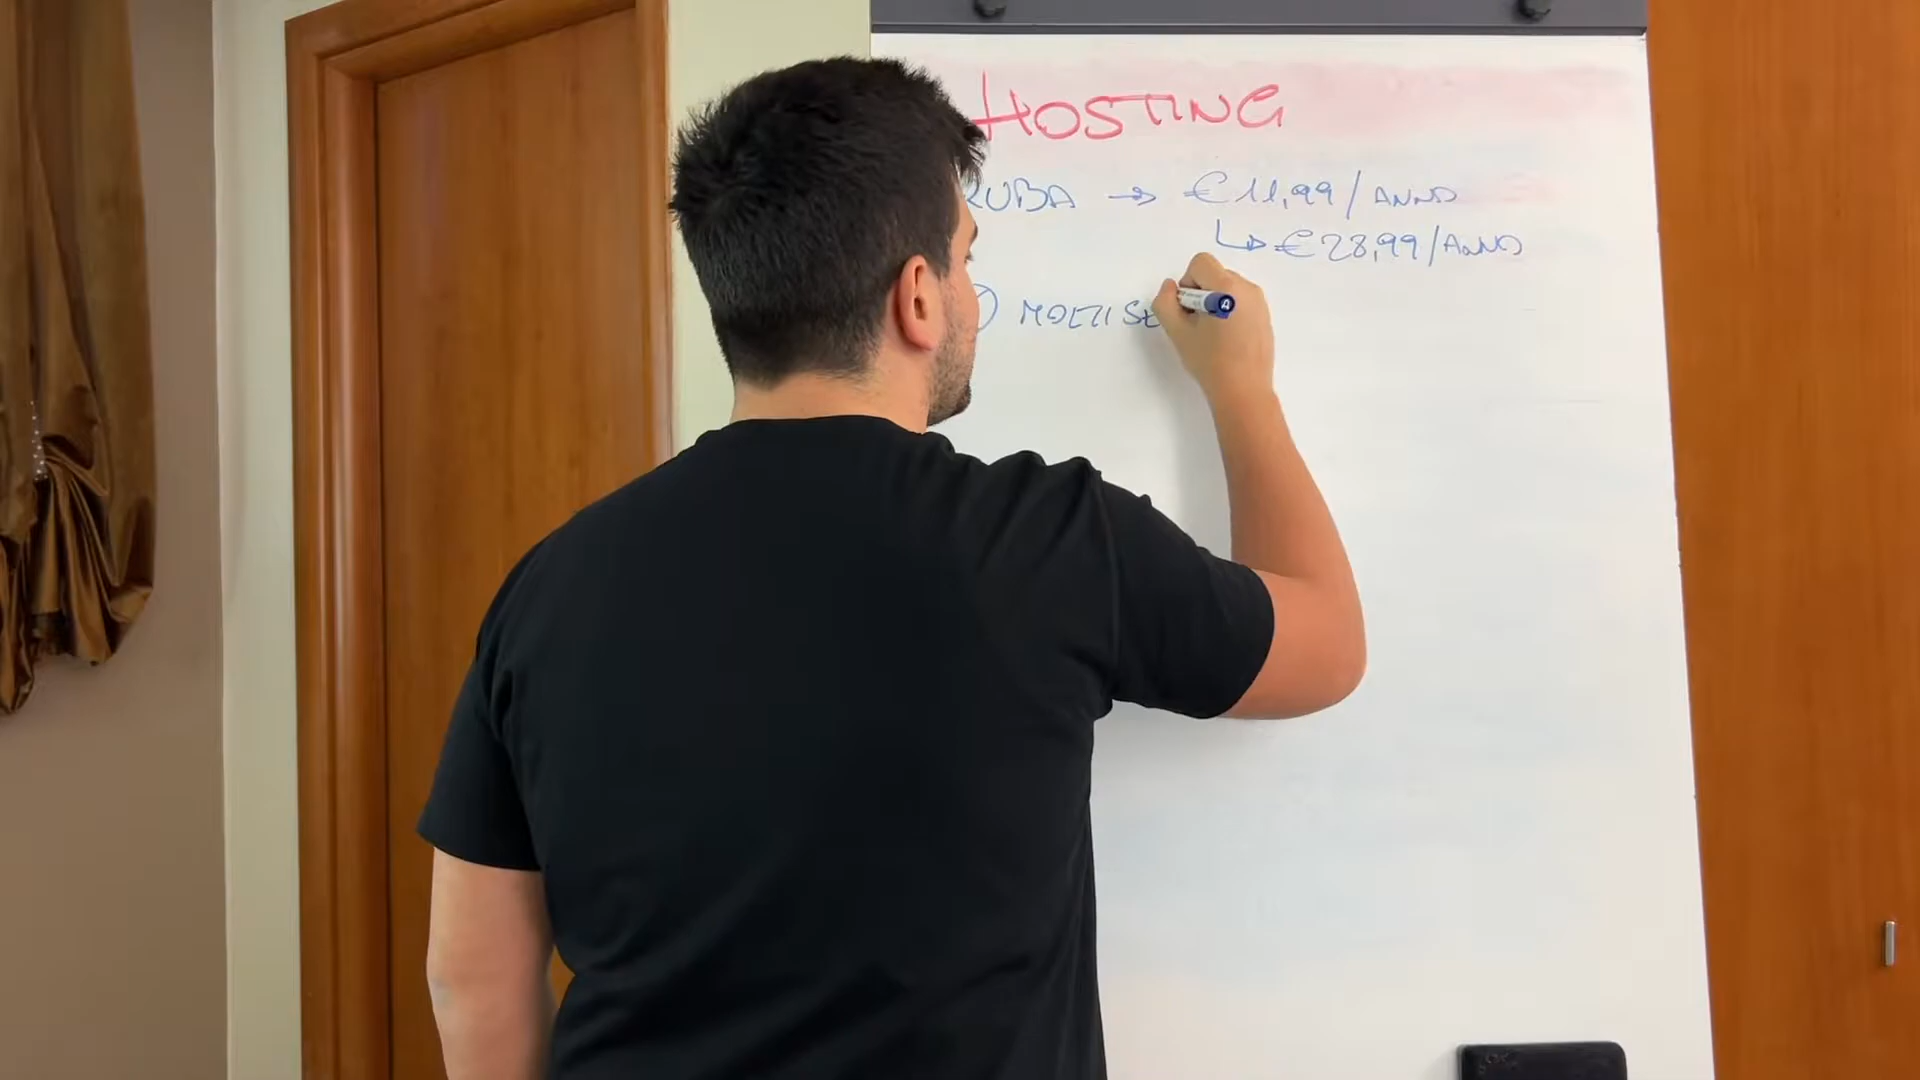 HOSTING
RUBA → €11,99/ANNO
↳ €28,99/ANNO
MOLTI SE
A